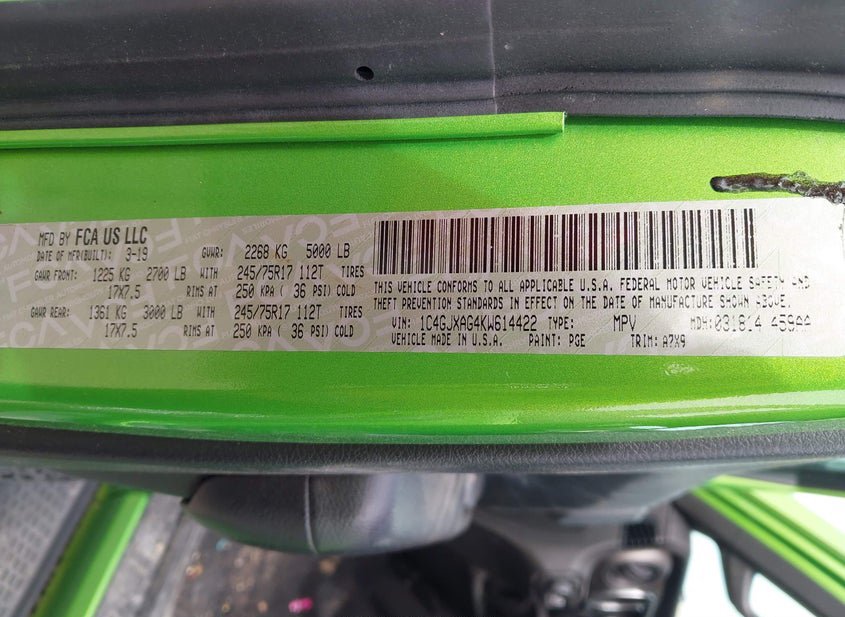 MFD BY FCA US LLC
DATE OF MFR(BUILT): 3-19 GVWR: 2268 KG 5000 LB
GAWR FRONT: 1225 KG 2700 LB WITH 245/75R17 112T TIRES
17X7.5 RIMS AT 250 KPA ( 36 PSI) COLD
GAWR REAR: 1361 KG 3000 LB WITH 245/75R17 112T TIRES
17X7.5 RIMS AT 250 KPA ( 36 PSI) COLD
THIS VEHICLE CONFORMS TO ALL APPLICABLE U.S.A. FEDERAL MOTOR VEHICLE SAFETY AND
THEFT PREVENTION STANDARDS IN EFFECT ON THE DATE OF MANUFACTURE SHOWN ABOVE.
VIN: 1C4GJXAG4KW614422 TYPE: MPV MDH: 031814 459AA
VEHICLE MADE IN U.S.A. PAINT: PGE TRIM: A7X9